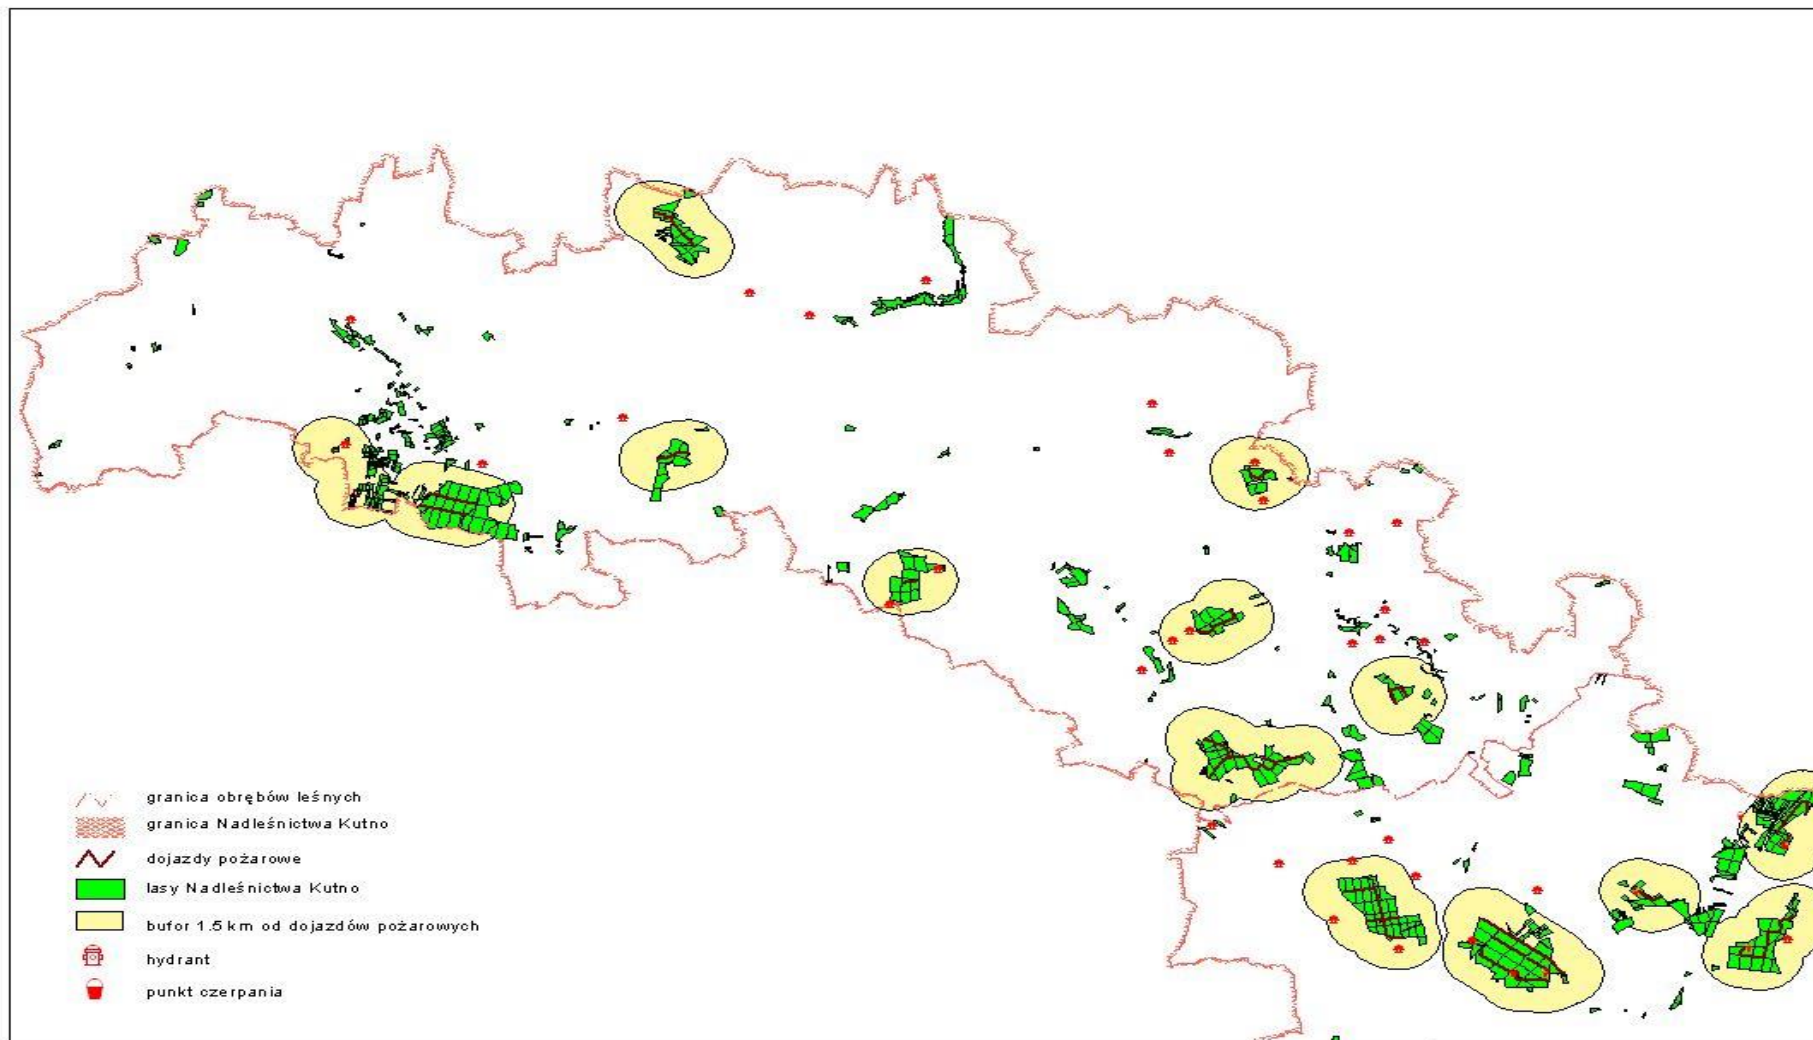 granica obrębów leśnych
granica Nadleśnictwa Kutno
dojazdy pożarowe
lasy Nadleśnictwa Kutno
bufor 1.5 km od dojazdów pożarowych
hydrant
punkt czerpania